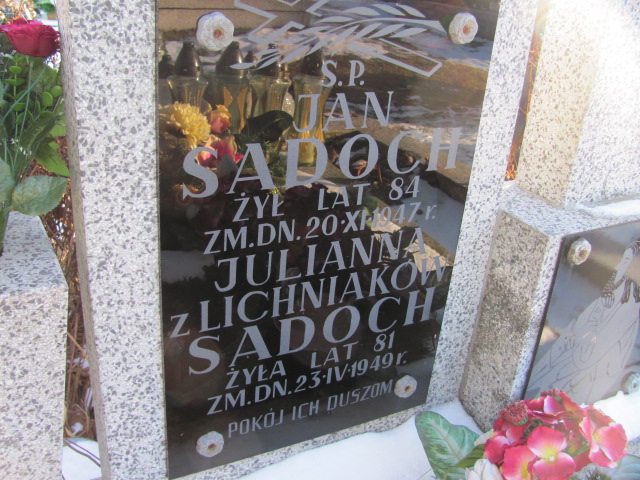 Ś.P.
JAN
SADOCH
ŻYŁ LAT 84
ZM.DN.20·XI·1947 r.
JULIANNA
Z LICHNIAKÓW
SADOCH
ŻYŁA LAT 81
ZM.DN.23·IV·1949 r.
POKÓJ ICH DUSZOM